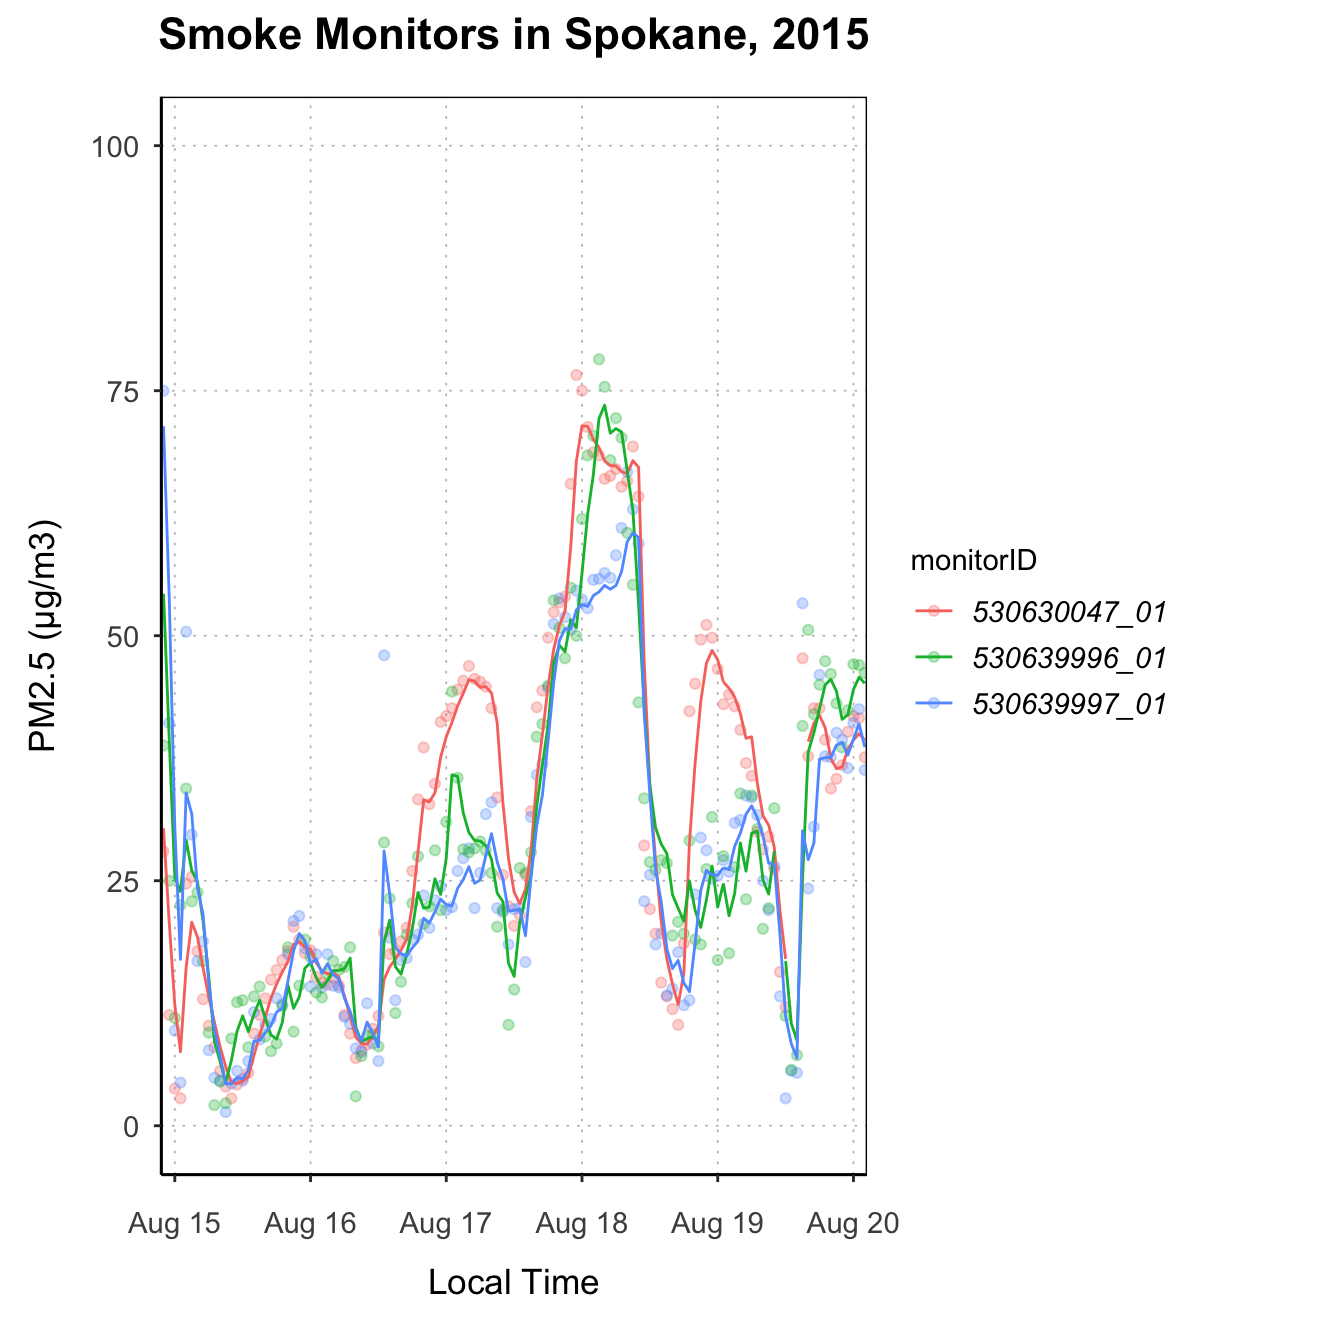 Smoke Monitors in Spokane, 2015
100
75
50
25
0
PM2.5 (µg/m3)
Aug 15 Aug 16 Aug 17 Aug 18 Aug 19 Aug 20
Local Time
monitorID
530630047_01
530639996_01
530639997_01